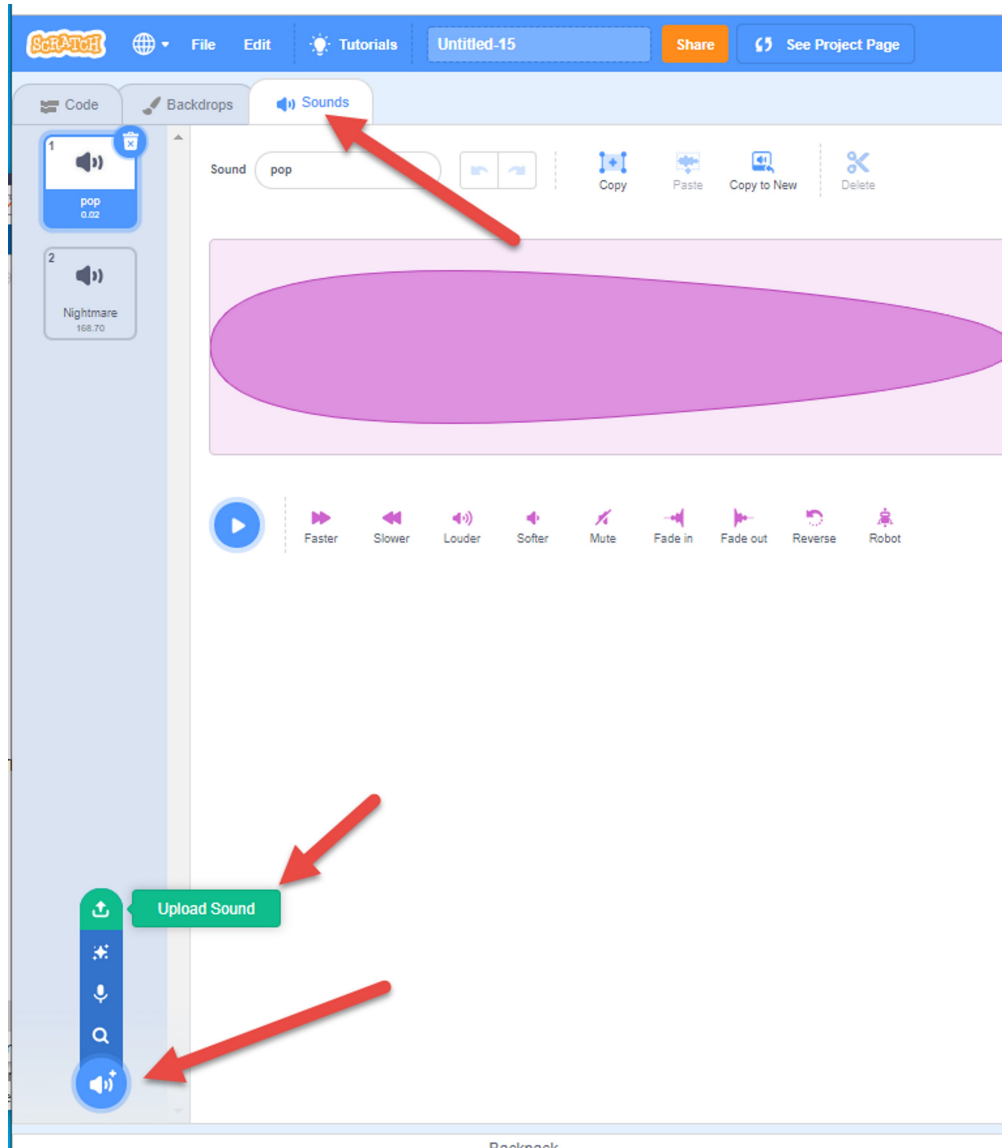 SCRATCH File Edit Tutorials Untitled-15 Share See Project Page
Code Backdrops Sounds
1
pop
0.02
2
Nightmare
168.70
Sound pop Copy Paste Copy to New Delete
Faster Slower Louder Softer Mute Fade in Fade out Reverse Robot
Upload Sound
Backpack